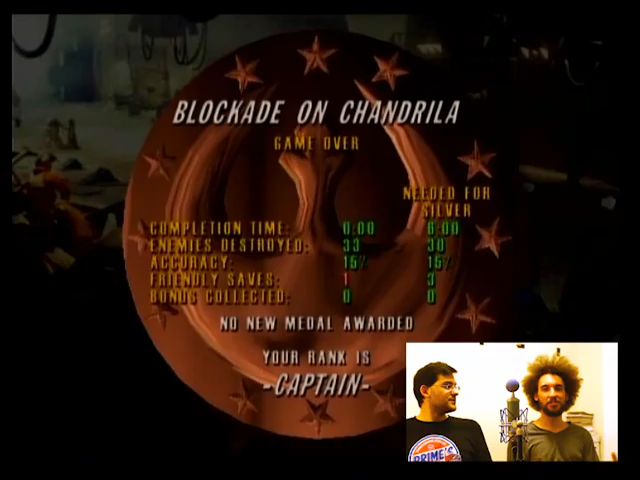 BLOCKADE ON CHANDRILA
GAME OVER
NEEDED FOR
SILVER
COMPLETION TIME: 0:00 6:00
ENEMIES DESTROYED: 33 30
ACCURACY: 15% 15%
FRIENDLY SAVES: 1 3
BONUS COLLECTED: 0 0
NO NEW MEDAL AWARDED
YOUR RANK IS
-CAPTAIN-
PRIME'S